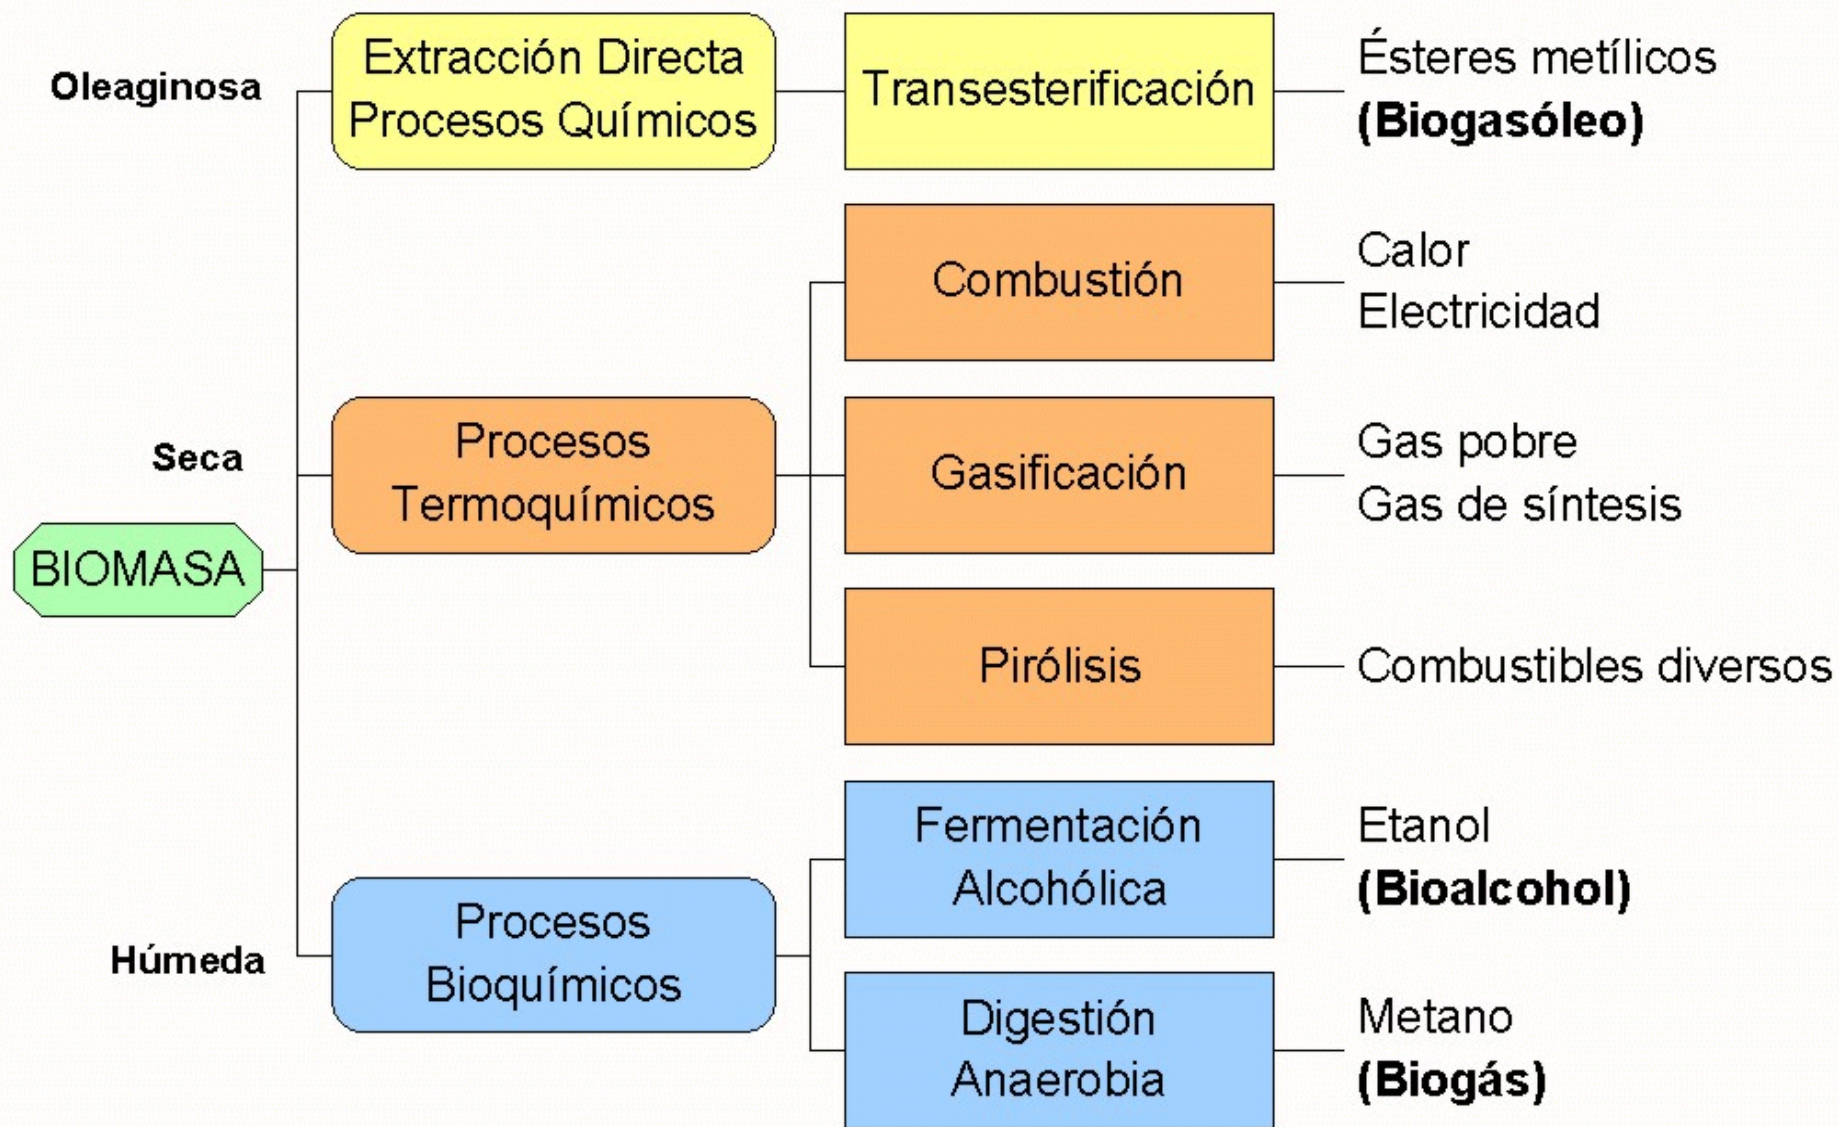 Oleaginosa
Extracción Directa
Procesos Químicos
Transesterificación
Ésteres metílicos
(Biogasóleo)
Combustión
Calor
Electricidad
Seca
Procesos
Termoquímicos
Gasificación
Gas pobre
Gas de síntesis
BIOMASA
Pirólisis
Combustibles diversos
Húmeda
Procesos
Bioquímicos
Fermentación
Alcohólica
Etanol
(Bioalcohol)
Digestión
Anaerobia
Metano
(Biogás)